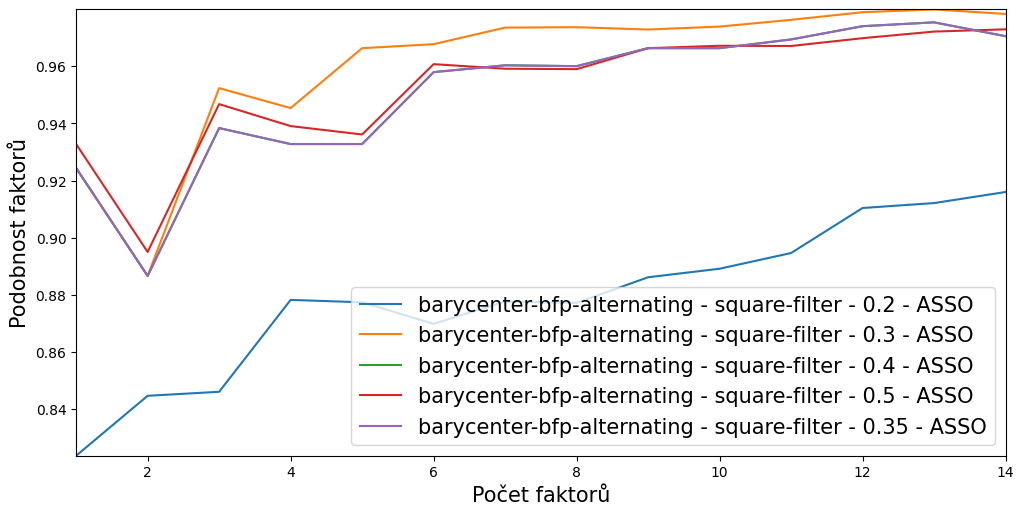 Podobnost faktorů
0.96
0.94
0.92
0.90
0.88
0.86
0.84
barycenter-bfp-alternating - square-filter - 0.2 - ASSO
barycenter-bfp-alternating - square-filter - 0.3 - ASSO
barycenter-bfp-alternating - square-filter - 0.4 - ASSO
barycenter-bfp-alternating - square-filter - 0.5 - ASSO
barycenter-bfp-alternating - square-filter - 0.35 - ASSO
2 4 6 8 10 12 14
Počet faktorů